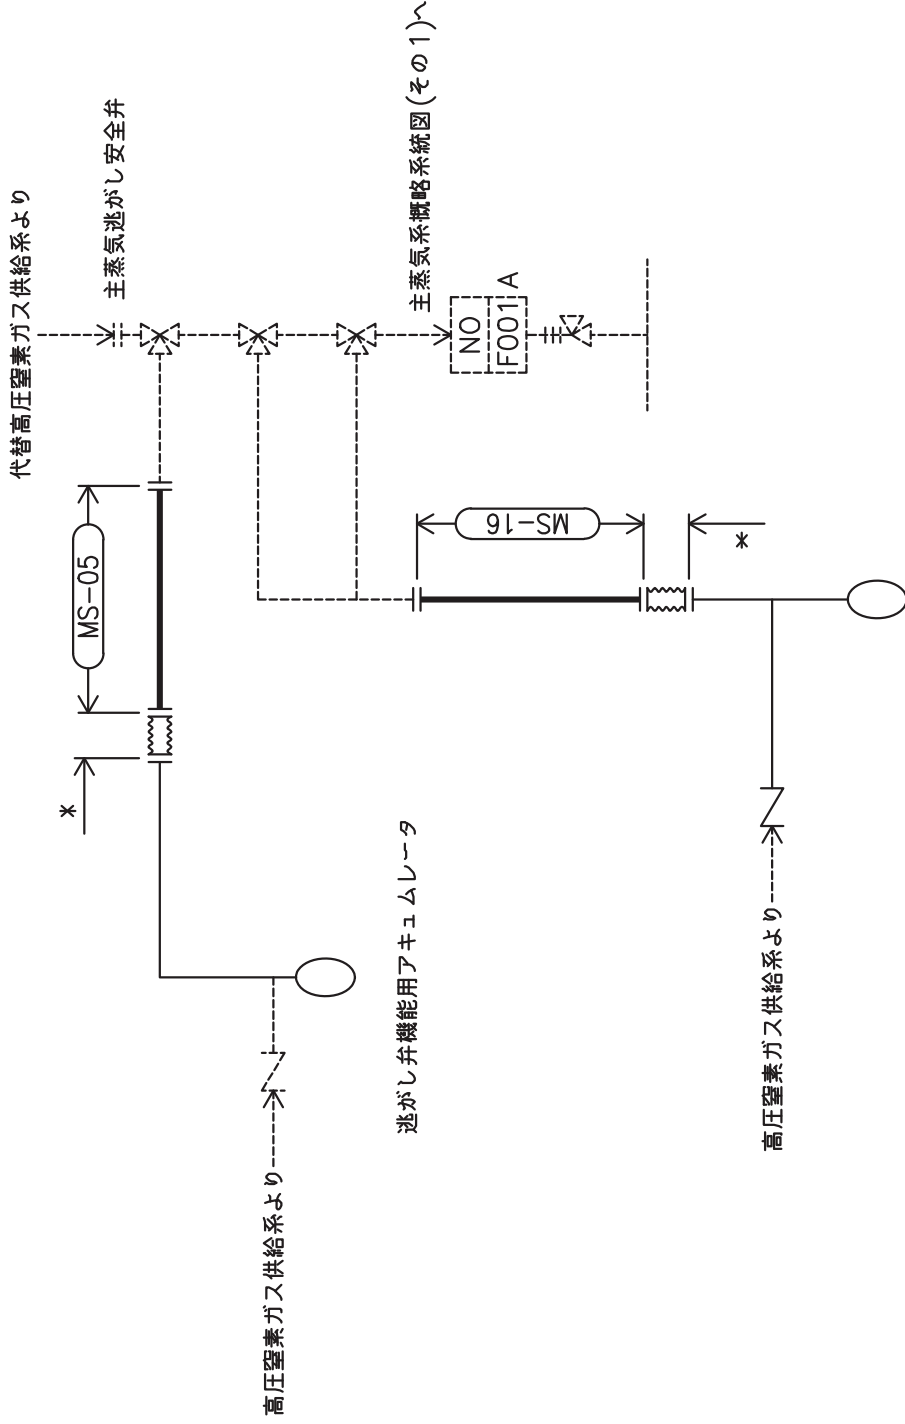 代替高圧窒素ガス供給系より
主蒸気逃がし安全弁
主蒸気系概略系統図(その1)へ
NO
F001 A
MS-05
*
MS-16
*
逃がし弁機能用アキュムレータ
高圧窒素ガス供給系より
高圧窒素ガス供給系より